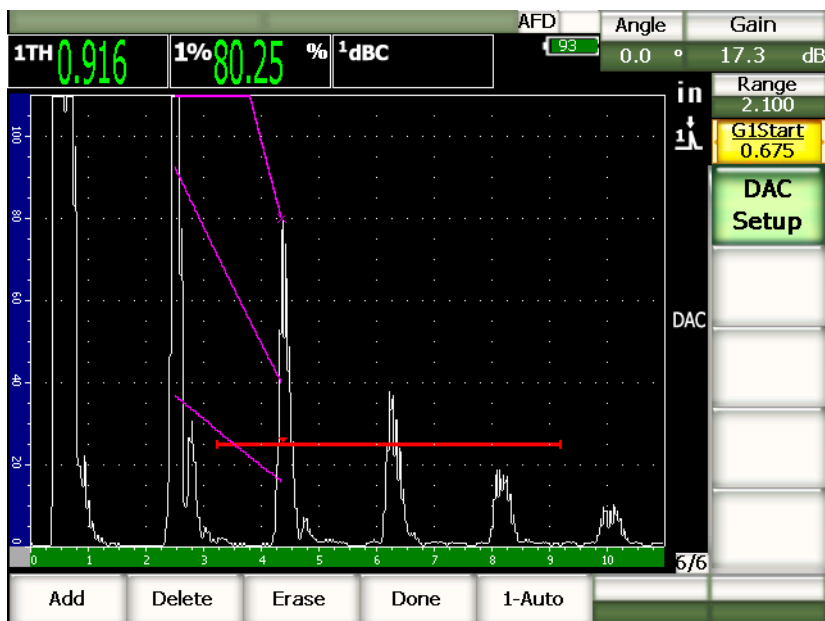 AFD
Angle
Gain
1TH 0.916
1% 80.25 %
1dBC
93
0.0 °
17.3 dB
in
Range
2.100
1
G1Start
0.675
DAC
Setup
DAC
100
80
60
40
20
0
0 1 2 3 4 5 6 7 8 9 10
6/6
Add
Delete
Erase
Done
1-Auto